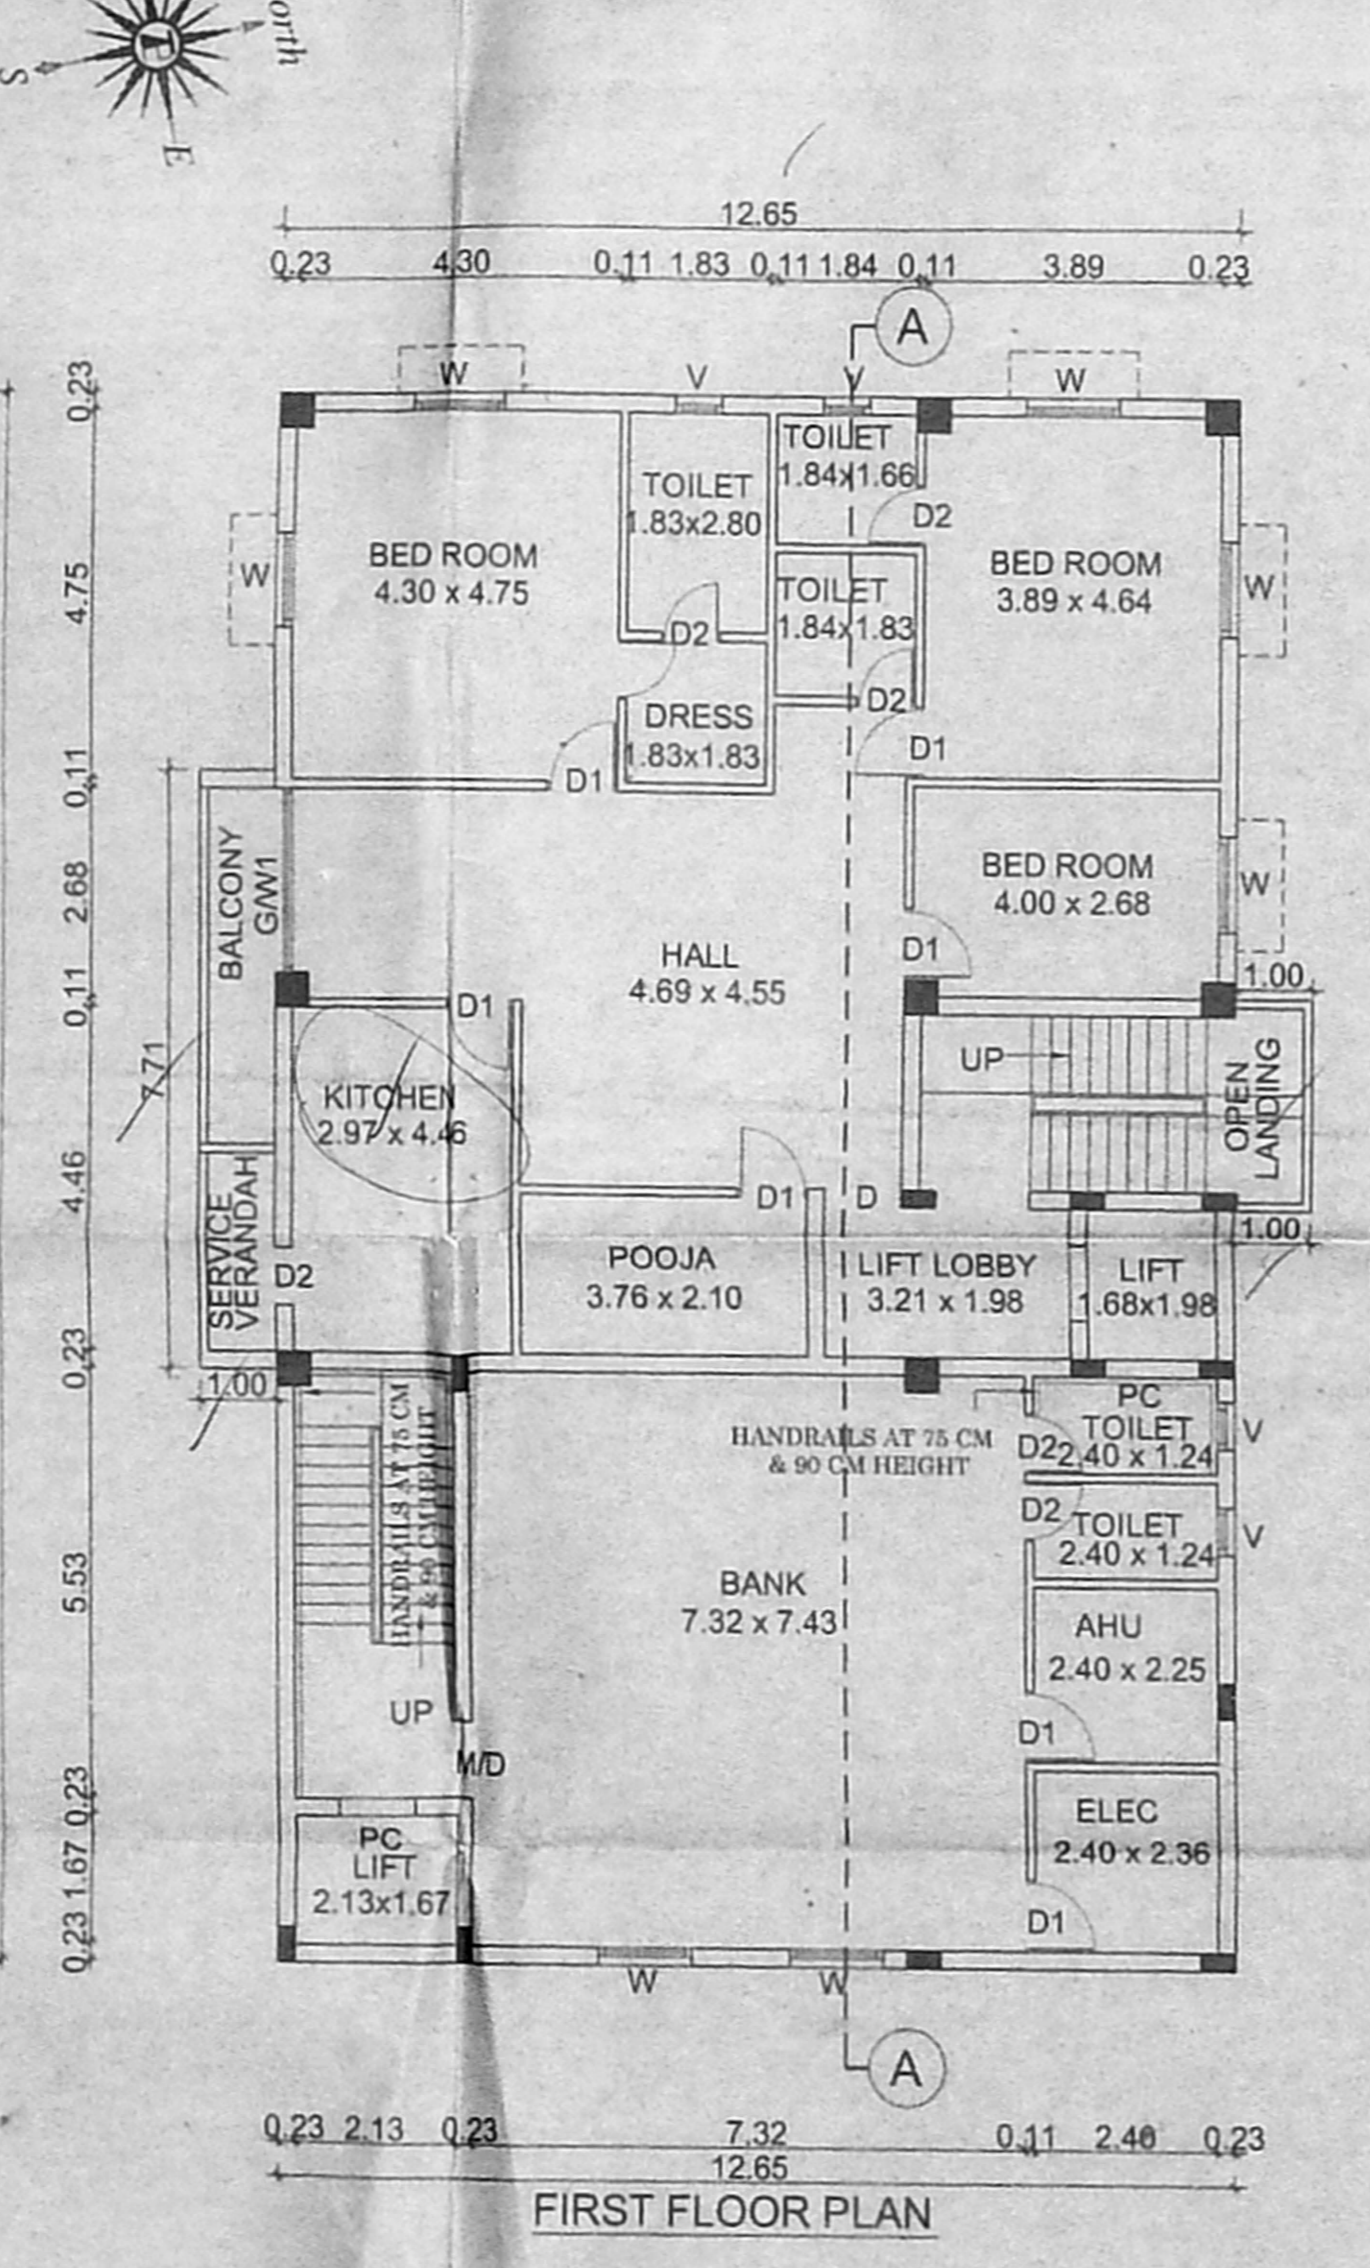 North
S
E
12.65
0.23 4.30 0.11 1.83 0.11 1.84 0.11 3.89 0.23
A
W V V W
0.23
TOILET
1.84x1.66
TOILET
1.83x2.80
D2
BED ROOM
4.30 x 4.75
BED ROOM
3.89 x 4.64
W
W
4.75
TOILET
1.84x1.83
D2
D2
DRESS
1.83x1.83
D1
D1
0.11
BALCONY
G/W1
BED ROOM
4.00 x 2.68
W
2.68
D1
HALL
4.69 x 4.55
1.00
D1
0.11
UP
OPEN
LANDING
7.71
KITCHEN
2.97 x 4.46
4.46
D1
D
SERVICE
VERANDAH
D2
1.00
POOJA
3.76 x 2.10
LIFT LOBBY
3.21 x 1.98
LIFT
1.68x1.98
0.23
1.00
HANDRAILS AT 75 CM
& 90 CM HEIGHT
HANDRAILS AT 75 CM
& 90 CM HEIGHT
PC
TOILET
2.40 x 1.24
D2
V
D2
TOILET
2.40 x 1.24
V
5.53
BANK
7.32 x 7.43
AHU
2.40 x 2.25
UP
D1
M/D
0.23
ELEC
2.40 x 2.36
PC
LIFT
2.13x1.67
1.67
D1
0.23
W W
A
0.23 2.13 0.23 7.32 0.11 2.40 0.23
12.65
FIRST FLOOR PLAN